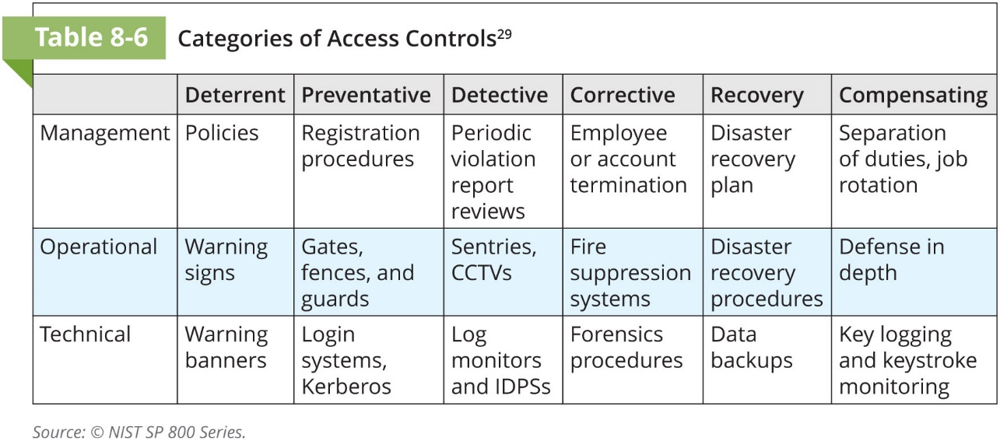 Table 8-6 Categories of Access Controls29
Deterrent Preventative Detective Corrective Recovery Compensating
Management Policies Registration Periodic Employee Disaster Separation
procedures violation or account recovery of duties, job
report termination plan rotation
reviews
Operational Warning Gates, Sentries, Fire Disaster Defense in
signs fences, and CCTVs suppression recovery depth
guards systems procedures
Technical Warning Login Log Forensics Data Key logging
banners systems, monitors procedures backups and keystroke
Kerberos and IDPSs monitoring
Source: © NIST SP 800 Series.